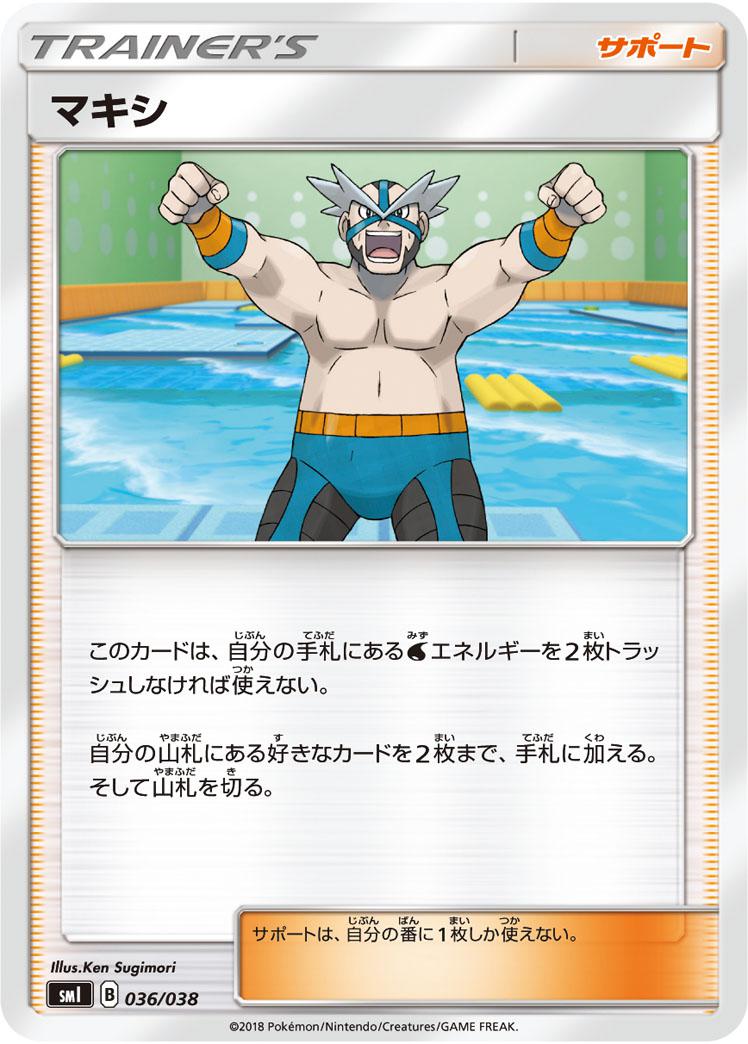 TRAINER'S サポート
マキシ
このカードは、自分の手札にあるエネルギーを2枚トラッ
シュしなければ使えない。
自分の山札にある好きなカードを2枚まで、手札に加える。
そして山札を切る。
サポートは、自分の番に1枚しか使えない。
Illus.Ken Sugimori
SMI B 036/038
©2018 Pokémon/Nintendo/Creatures/GAME FREAK.